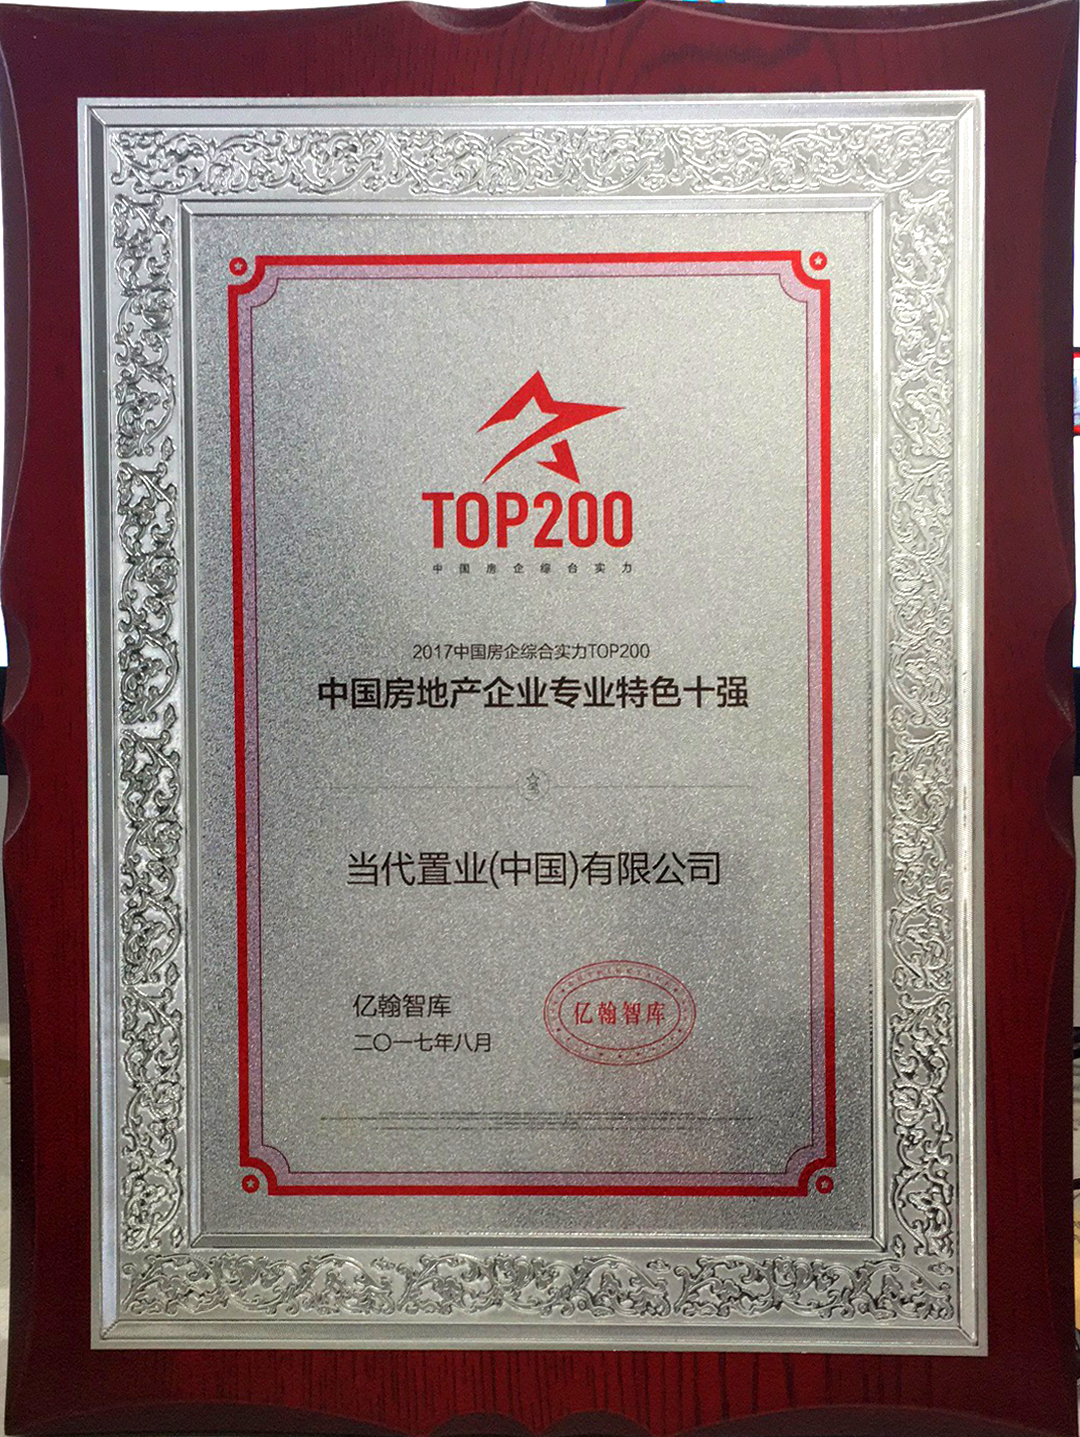 TOP200
中国房企综合实力
2017中国房企综合实力TOP200
中国房地产企业专业特色十强
当代置业(中国)有限公司
亿翰智库
二〇一七年八月
亿翰智库